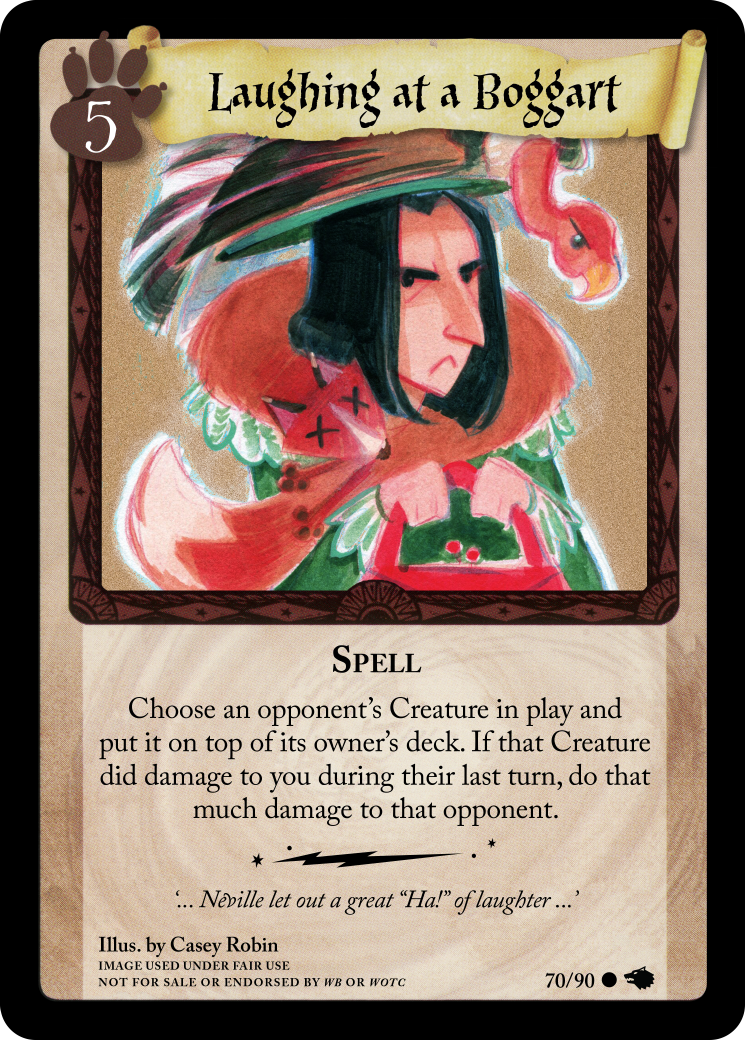 5
Laughing at a Boggart
Spell
Choose an opponent’s Creature in play and
put it on top of its owner’s deck. If that Creature
did damage to you during their last turn, do that
much damage to that opponent.
‘... Neville let out a great “Ha!” of laughter ...’
Illus. by Casey Robin
IMAGE USED UNDER FAIR USE
NOT FOR SALE OR ENDORSED BY WB OR WOTC
70/90